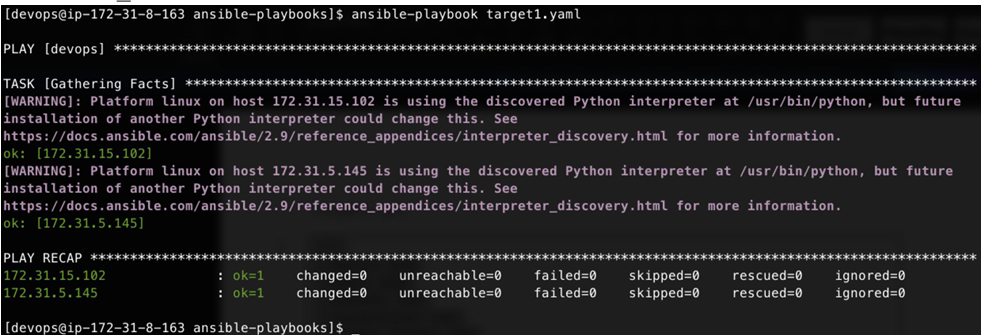 [devops@ip-172-31-8-163 ansible-playbooks]$ ansible-playbook target1.yaml
PLAY [devops] *************************************************************************************************************
TASK [Gathering Facts] ****************************************************************************************************
[WARNING]: Platform linux on host 172.31.15.102 is using the discovered Python interpreter at /usr/bin/python, but future
installation of another Python interpreter could change this. See
https://docs.ansible.com/ansible/2.9/reference_appendices/interpreter_discovery.html for more information.
ok: [172.31.15.102]
[WARNING]: Platform linux on host 172.31.5.145 is using the discovered Python interpreter at /usr/bin/python, but future
installation of another Python interpreter could change this. See
https://docs.ansible.com/ansible/2.9/reference_appendices/interpreter_discovery.html for more information.
ok: [172.31.5.145]
PLAY RECAP ****************************************************************************************************************
172.31.15.102 : ok=1 changed=0 unreachable=0 failed=0 skipped=0 rescued=0 ignored=0
172.31.5.145 : ok=1 changed=0 unreachable=0 failed=0 skipped=0 rescued=0 ignored=0
[devops@ip-172-31-8-163 ansible-playbooks]$ _